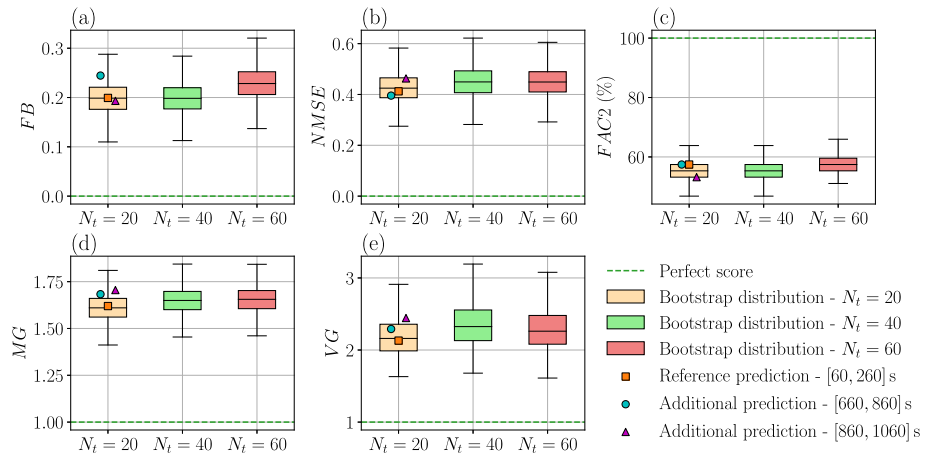 (a)
FB
0.3
0.2
0.1
0.0
N_t = 20
N_t = 40
N_t = 60
(b)
NMSE
0.6
0.4
0.2
0.0
N_t = 20
N_t = 40
N_t = 60
(c)
FAC2 (%)
100
80
60
N_t = 20
N_t = 40
N_t = 60
(d)
MG
1.75
1.50
1.25
1.00
N_t = 20
N_t = 40
N_t = 60
(e)
VG
3
2
1
N_t = 20
N_t = 40
N_t = 60
Perfect score
Bootstrap distribution - N_t = 20
Bootstrap distribution - N_t = 40
Bootstrap distribution - N_t = 60
Reference prediction - [60, 260] s
Additional prediction - [660, 860] s
Additional prediction - [860, 1060] s